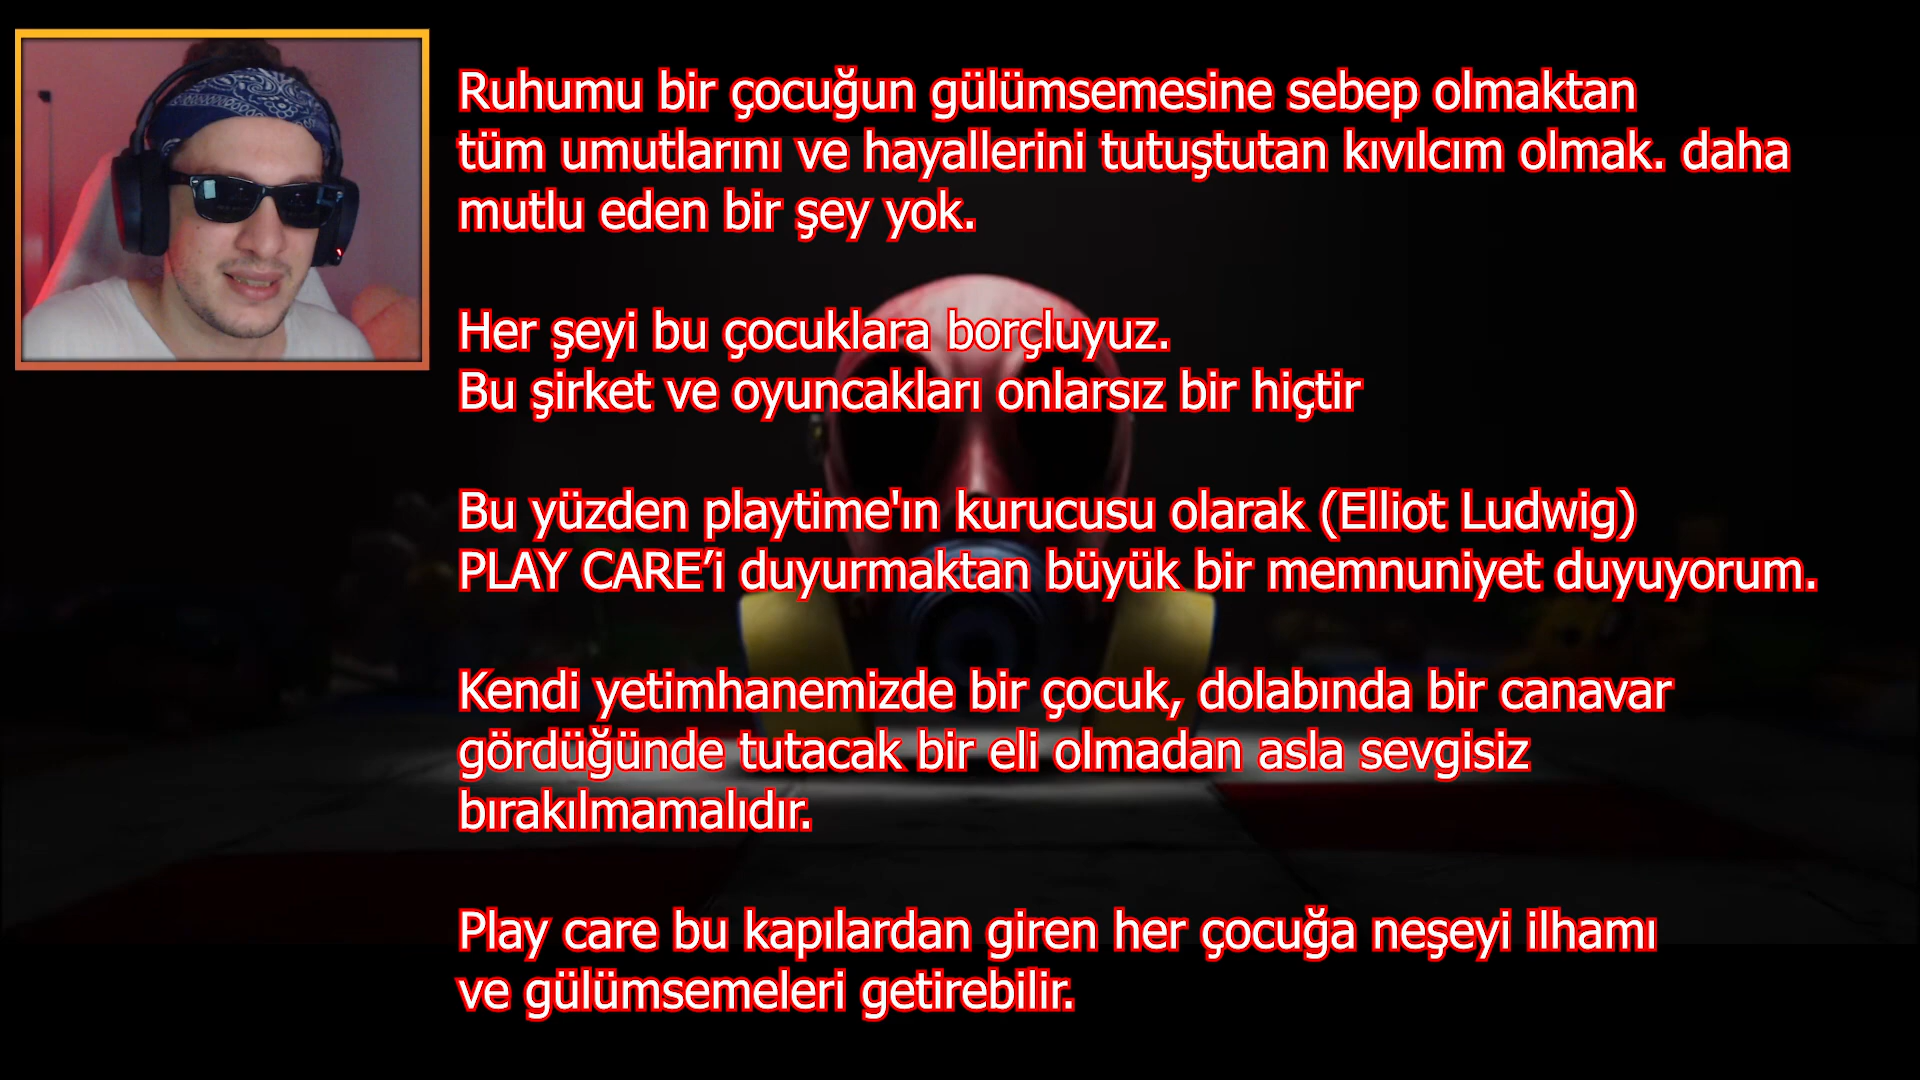 Ruhumu bir çocuğun gülümsemesine sebep olmaktan
tüm umutlarını ve hayallerini tutuştutan kıvılcım olmak. daha
mutlu eden bir şey yok.
Her şeyi bu çocuklara borçluyuz.
Bu şirket ve oyuncakları onlarsız bir hiçtir
Bu yüzden playtime'ın kurucusu olarak (Elliot Ludwig)
PLAY CARE’i duyurmaktan büyük bir memnuniyet duyuyorum.
Kendi yetimhanemizde bir çocuk, dolabında bir canavar
gördüğünde tutacak bir eli olmadan asla sevgisiz
bırakılmamalıdır.
Play care bu kapılardan giren her çocuğa neşeyi ilhamı
ve gülümsemeleri getirebilir.